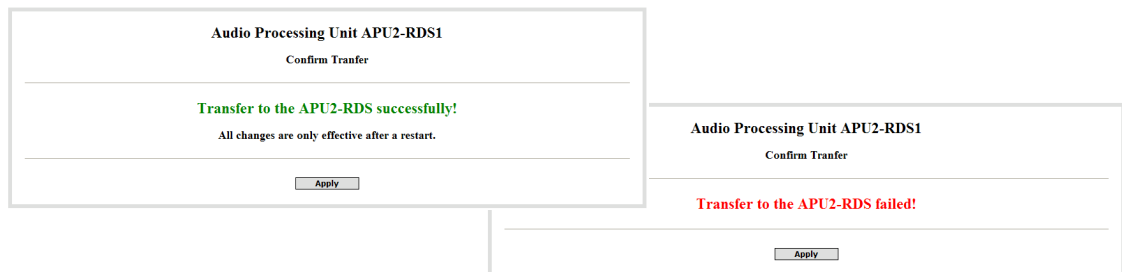 Audio Processing Unit APU2-RDS1
Confirm Tranfer
Transfer to the APU2-RDS successfully!
All changes are only effective after a restart.
Apply
Audio Processing Unit APU2-RDS1
Confirm Tranfer
Transfer to the APU2-RDS failed!
Apply